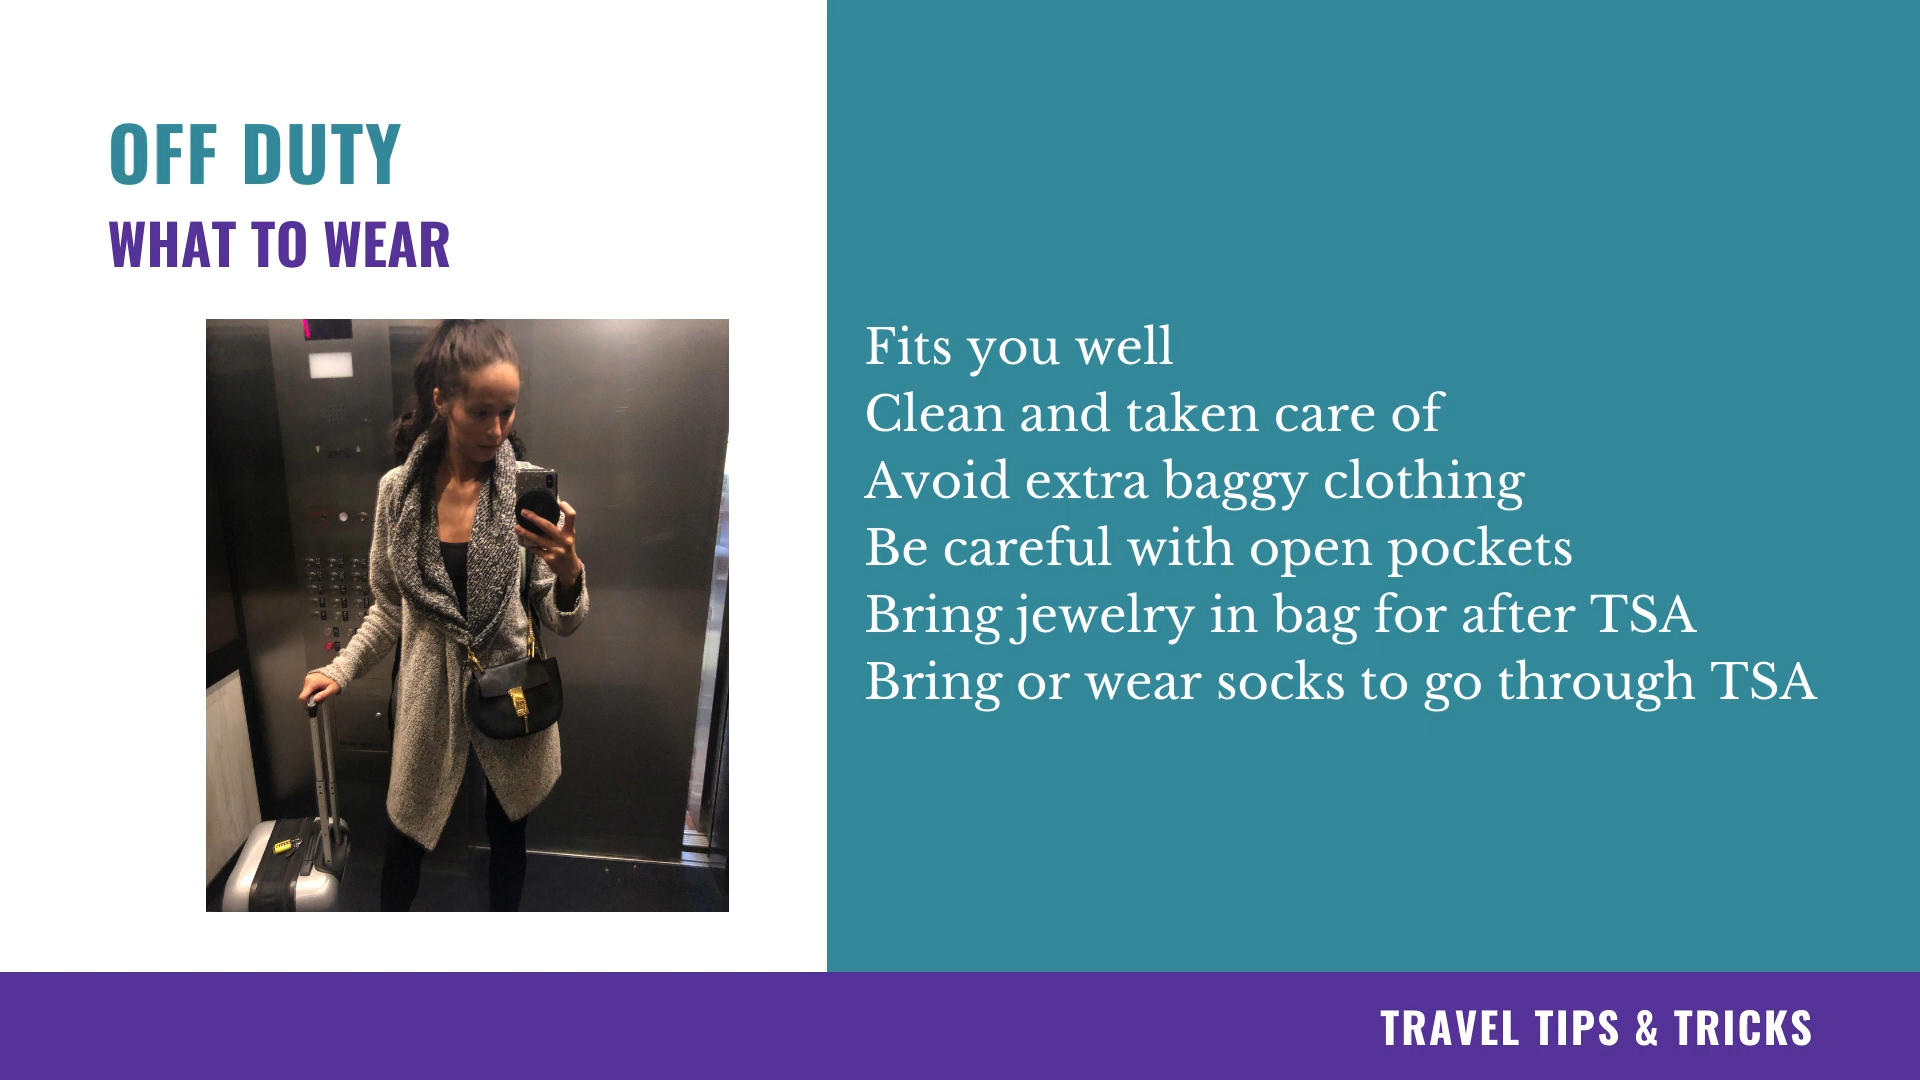 OFF DUTY
WHAT TO WEAR
Fits you well
Clean and taken care of
Avoid extra baggy clothing
Be careful with open pockets
Bring jewelry in bag for after TSA
Bring or wear socks to go through TSA
TRAVEL TIPS & TRICKS